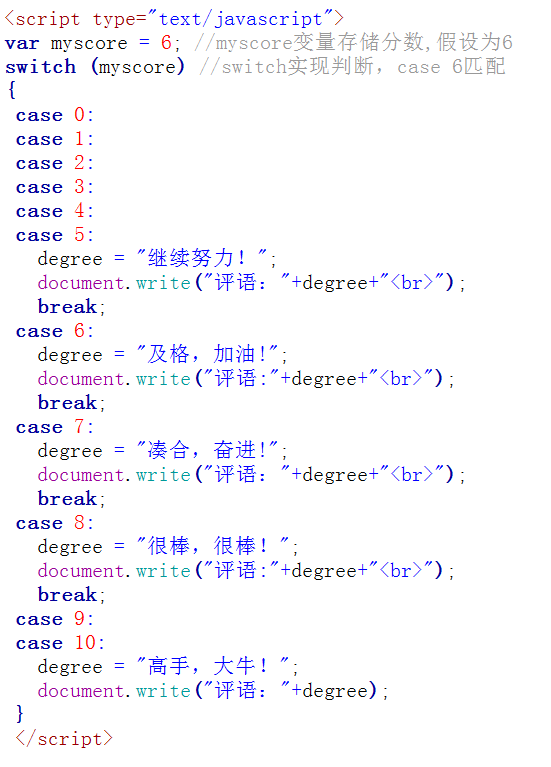 <script type="text/javascript">
var myscore = 6; //myscore变量存储分数,假设为6
switch (myscore) //switch实现判断，case 6匹配
{
case 0:
case 1:
case 2:
case 3:
case 4:
case 5:
degree = "继续努力！";
document.write("评语："+degree+"<br>");
break;
case 6:
degree = "及格，加油!";
document.write("评语:"+degree+"<br>");
break;
case 7:
degree = "凑合，奋进!";
document.write("评语："+degree+"<br>");
break;
case 8:
degree = "很棒，很棒！";
document.write("评语:"+degree+"<br>");
break;
case 9:
case 10:
degree = "高手，大牛！";
document.write("评语："+degree);
}
</script>